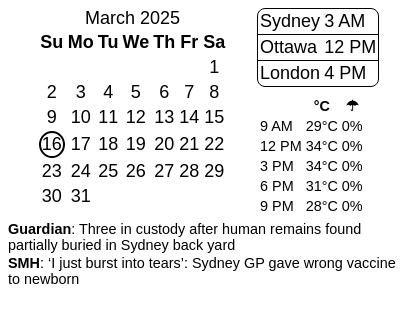 March 2025
Su Mo Tu We Th Fr Sa
1
2 3 4 5 6 7 8
9 10 11 12 13 14 15
16 17 18 19 20 21 22
23 24 25 26 27 28 29
30 31
Sydney 3 AM
Ottawa 12 PM
London 4 PM
°C ☂
9 AM 29°C 0%
12 PM 34°C 0%
3 PM 34°C 0%
6 PM 31°C 0%
9 PM 28°C 0%
Guardian: Three in custody after human remains found
partially buried in Sydney back yard
SMH: ‘I just burst into tears’: Sydney GP gave wrong vaccine
to newborn